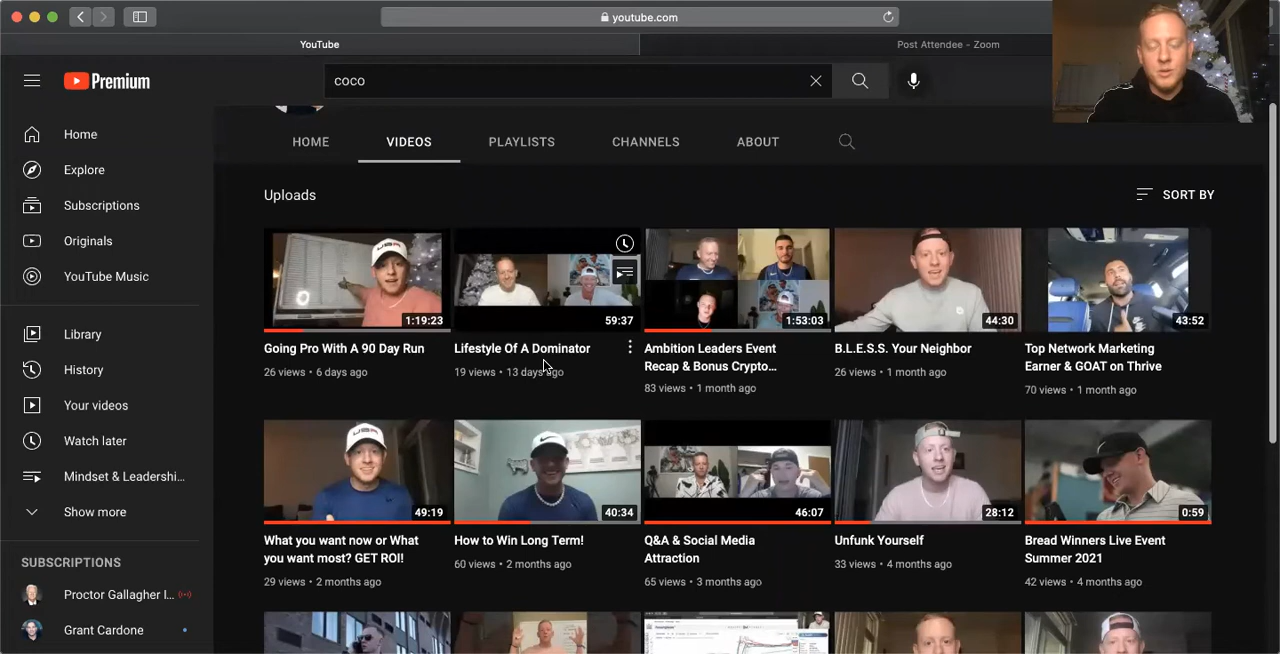 youtube.com
YouTube
Post Attendee - Zoom
Premium
coco
HOME
VIDEOS
PLAYLISTS
CHANNELS
ABOUT
Home
Explore
Subscriptions
Originals
YouTube Music
Library
History
Your videos
Watch later
Mindset & Leadershi...
Show more
SUBSCRIPTIONS
Proctor Gallagher I...
Grant Cardone
Uploads
SORT BY
1:19:23
59:37
1:53:03
44:30
43:52
Going Pro With A 90 Day Run
26 views • 6 days ago
Lifestyle Of A Dominator
19 views • 13 days ago
Ambition Leaders Event
Recap & Bonus Crypto...
83 views • 1 month ago
B.L.E.S.S. Your Neighbor
26 views • 1 month ago
Top Network Marketing
Earner & GOAT on Thrive
70 views • 1 month ago
49:19
40:34
46:07
28:12
0:59
What you want now or What
you want most? GET ROI!
29 views • 2 months ago
How to Win Long Term!
60 views • 2 months ago
Q&A & Social Media
Attraction
65 views • 3 months ago
Unfunk Yourself
33 views • 4 months ago
Bread Winners Live Event
Summer 2021
42 views • 4 months ago